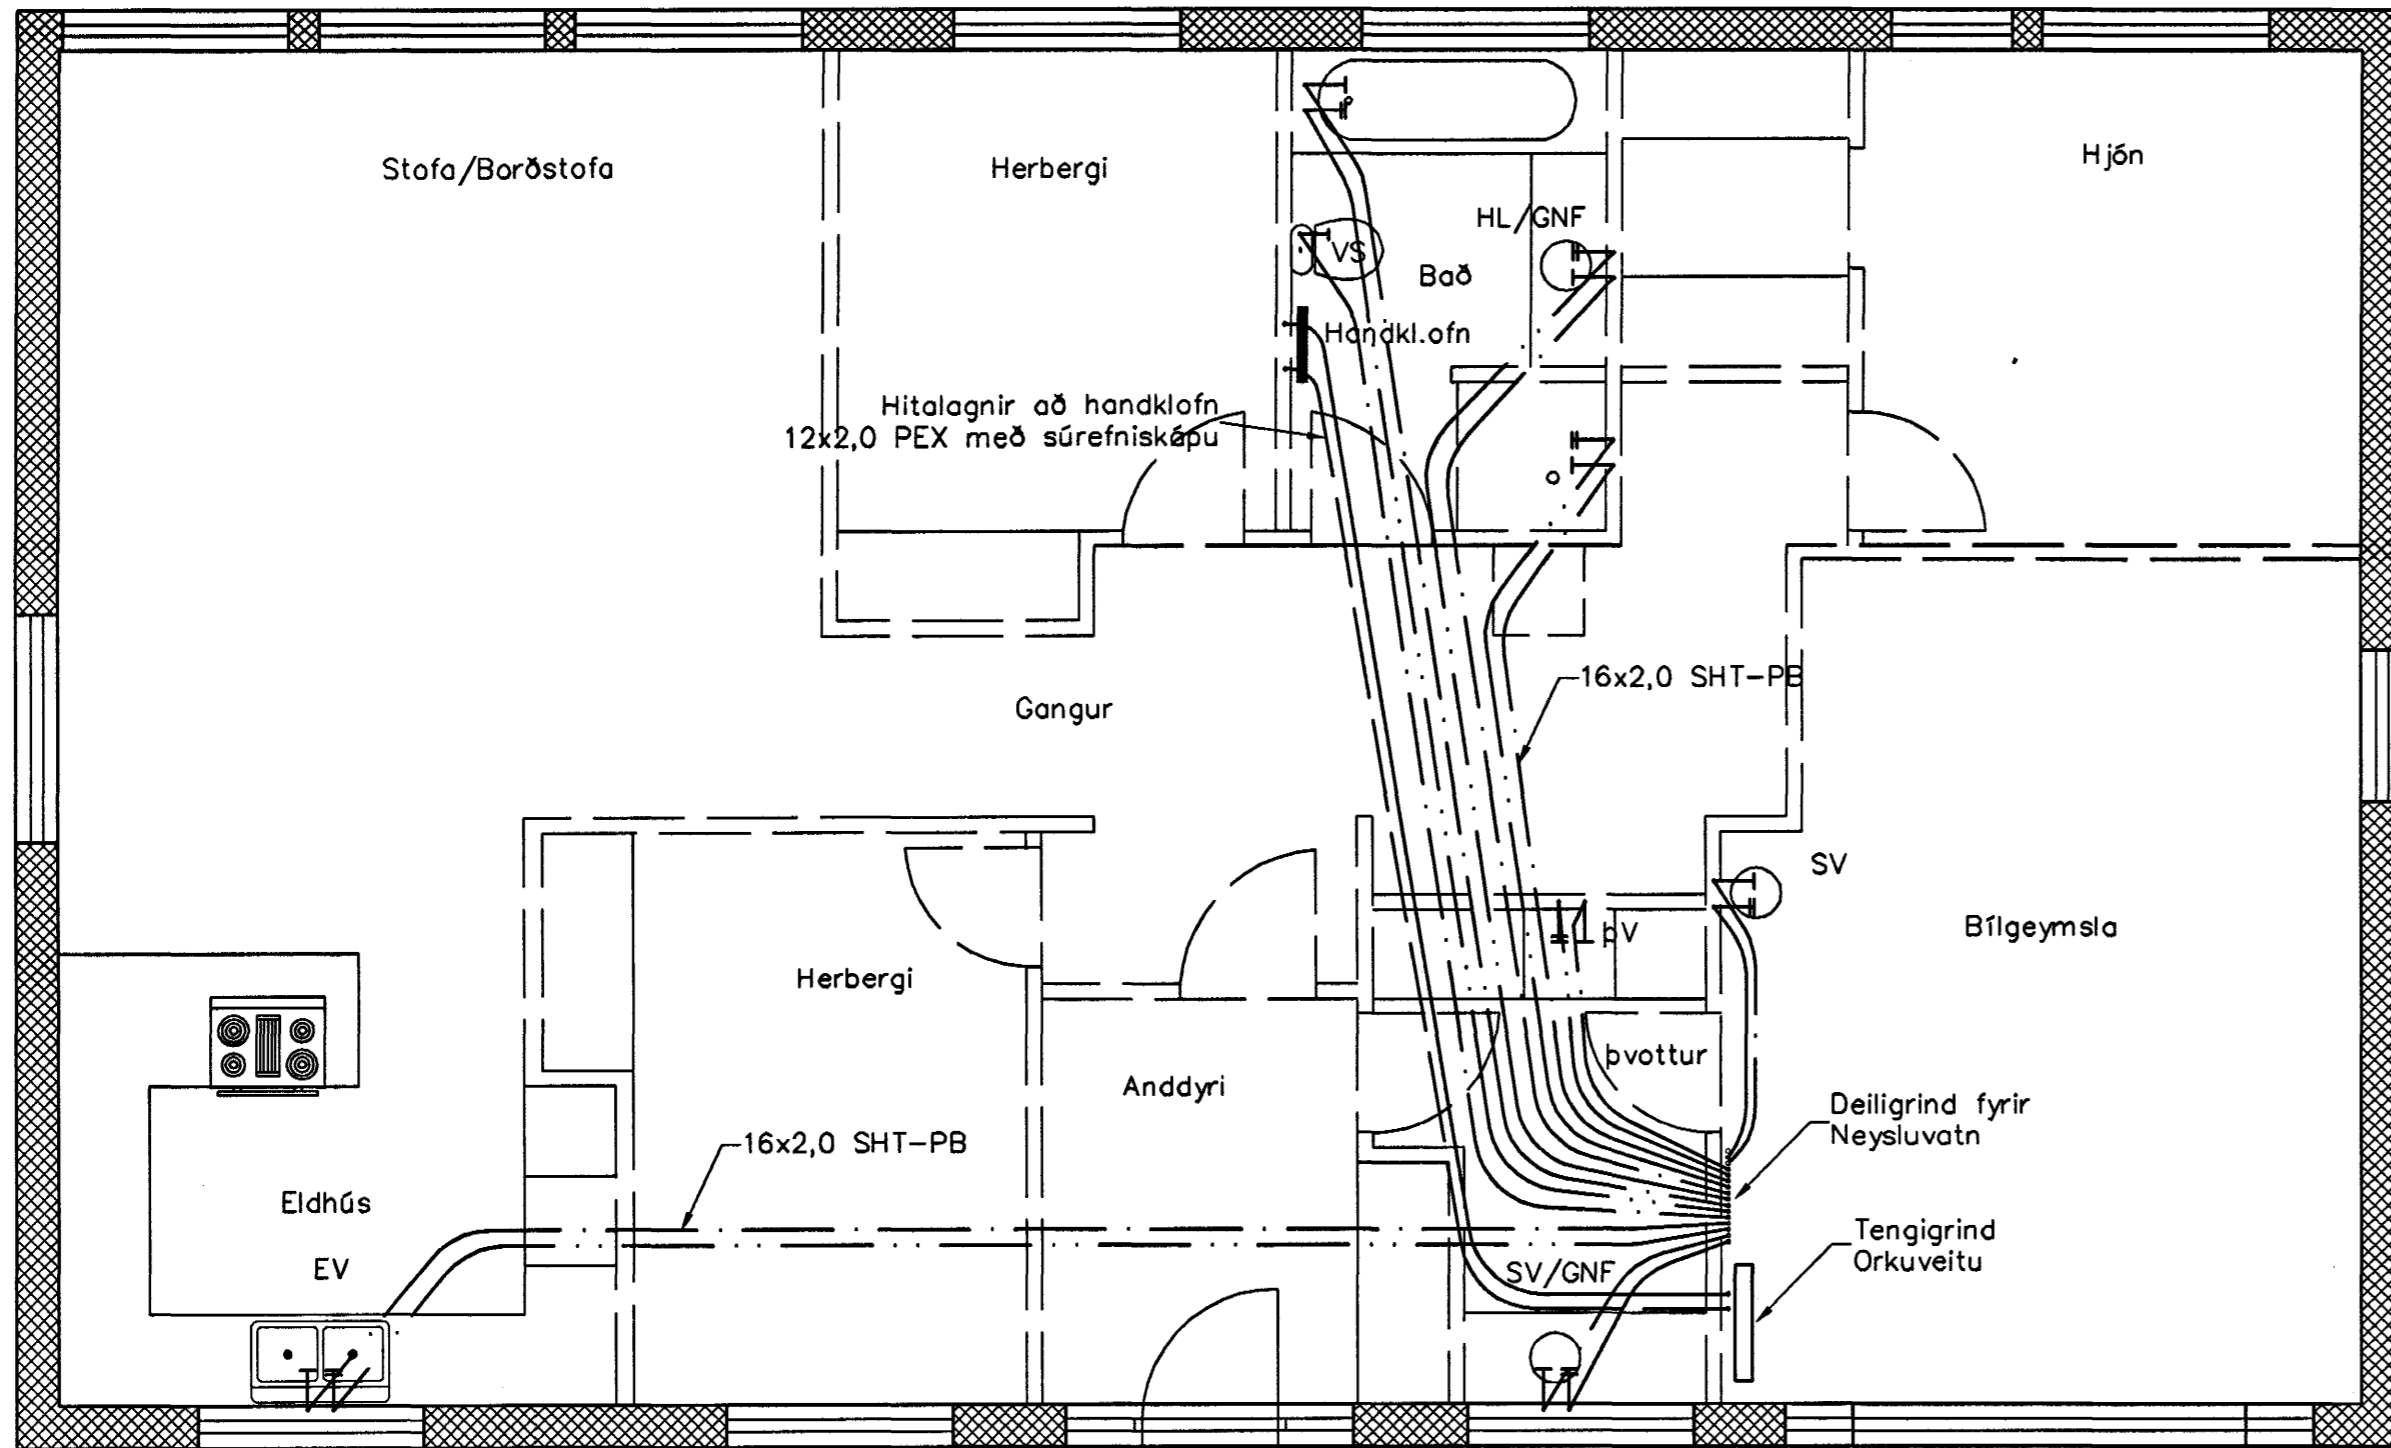 Stofa/Borðstofa
Herbergi
Hjón
HL/GNF
VS
Bað
Handkl.ofn
Hitalagnir að handklofn
12x2,0 PEX með súrefniskápu
16x2,0 SHT-PB
Gangur
SV
þV
Bílgeymsla
Herbergi
þvottur
Anddyri
Deiligrind fyrir
Neysluvatn
16x2,0 SHT-PB
Eldhús
EV
Tengigrind
Orkuveitu
SV/GNF